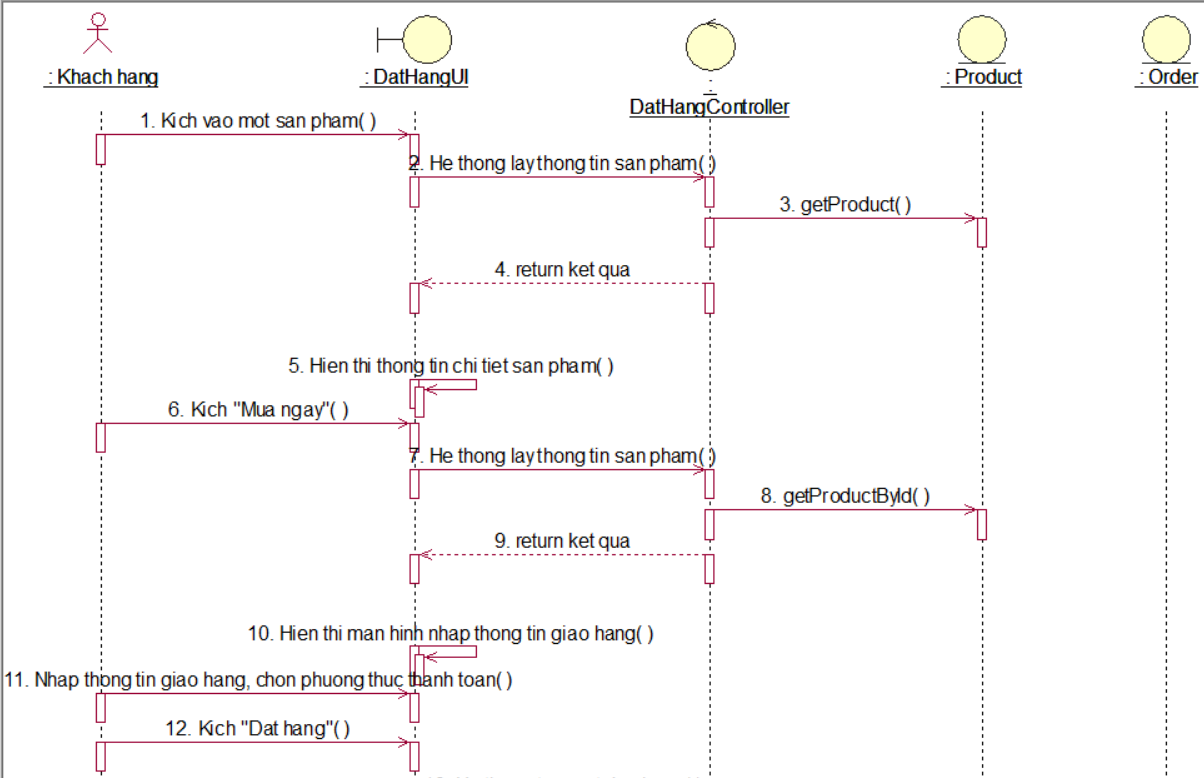 : Khach hang
: DatHangUI
:
DatHangController
: Product
: Order
1. Kich vao mot san pham( )
2. He thong lay thong tin san pham( )
3. getProduct( )
4. return ket qua
5. Hien thi thong tin chi tiet san pham( )
6. Kich "Mua ngay"( )
7. He thong lay thong tin san pham( )
8. getProductById( )
9. return ket qua
10. Hien thi man hinh nhap thong tin giao hang( )
11. Nhap thong tin giao hang, chon phuong thuc thanh toan( )
12. Kich "Dat hang"( )